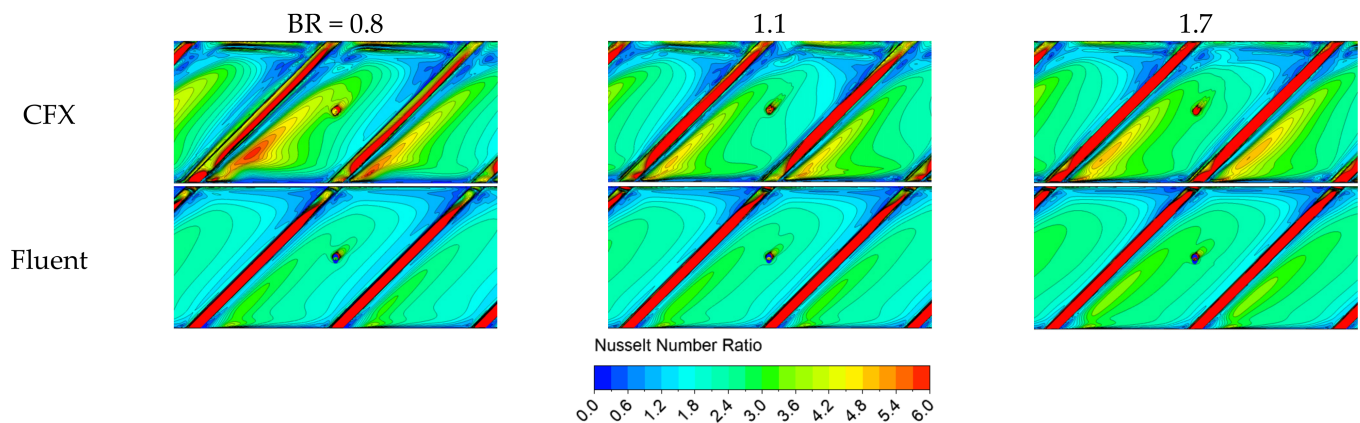 BR = 0.8 1.1 1.7
CFX
Fluent
Nusselt Number Ratio
0.0 0.6 1.2 1.8 2.4 3.0 3.6 4.2 4.8 5.4 6.0